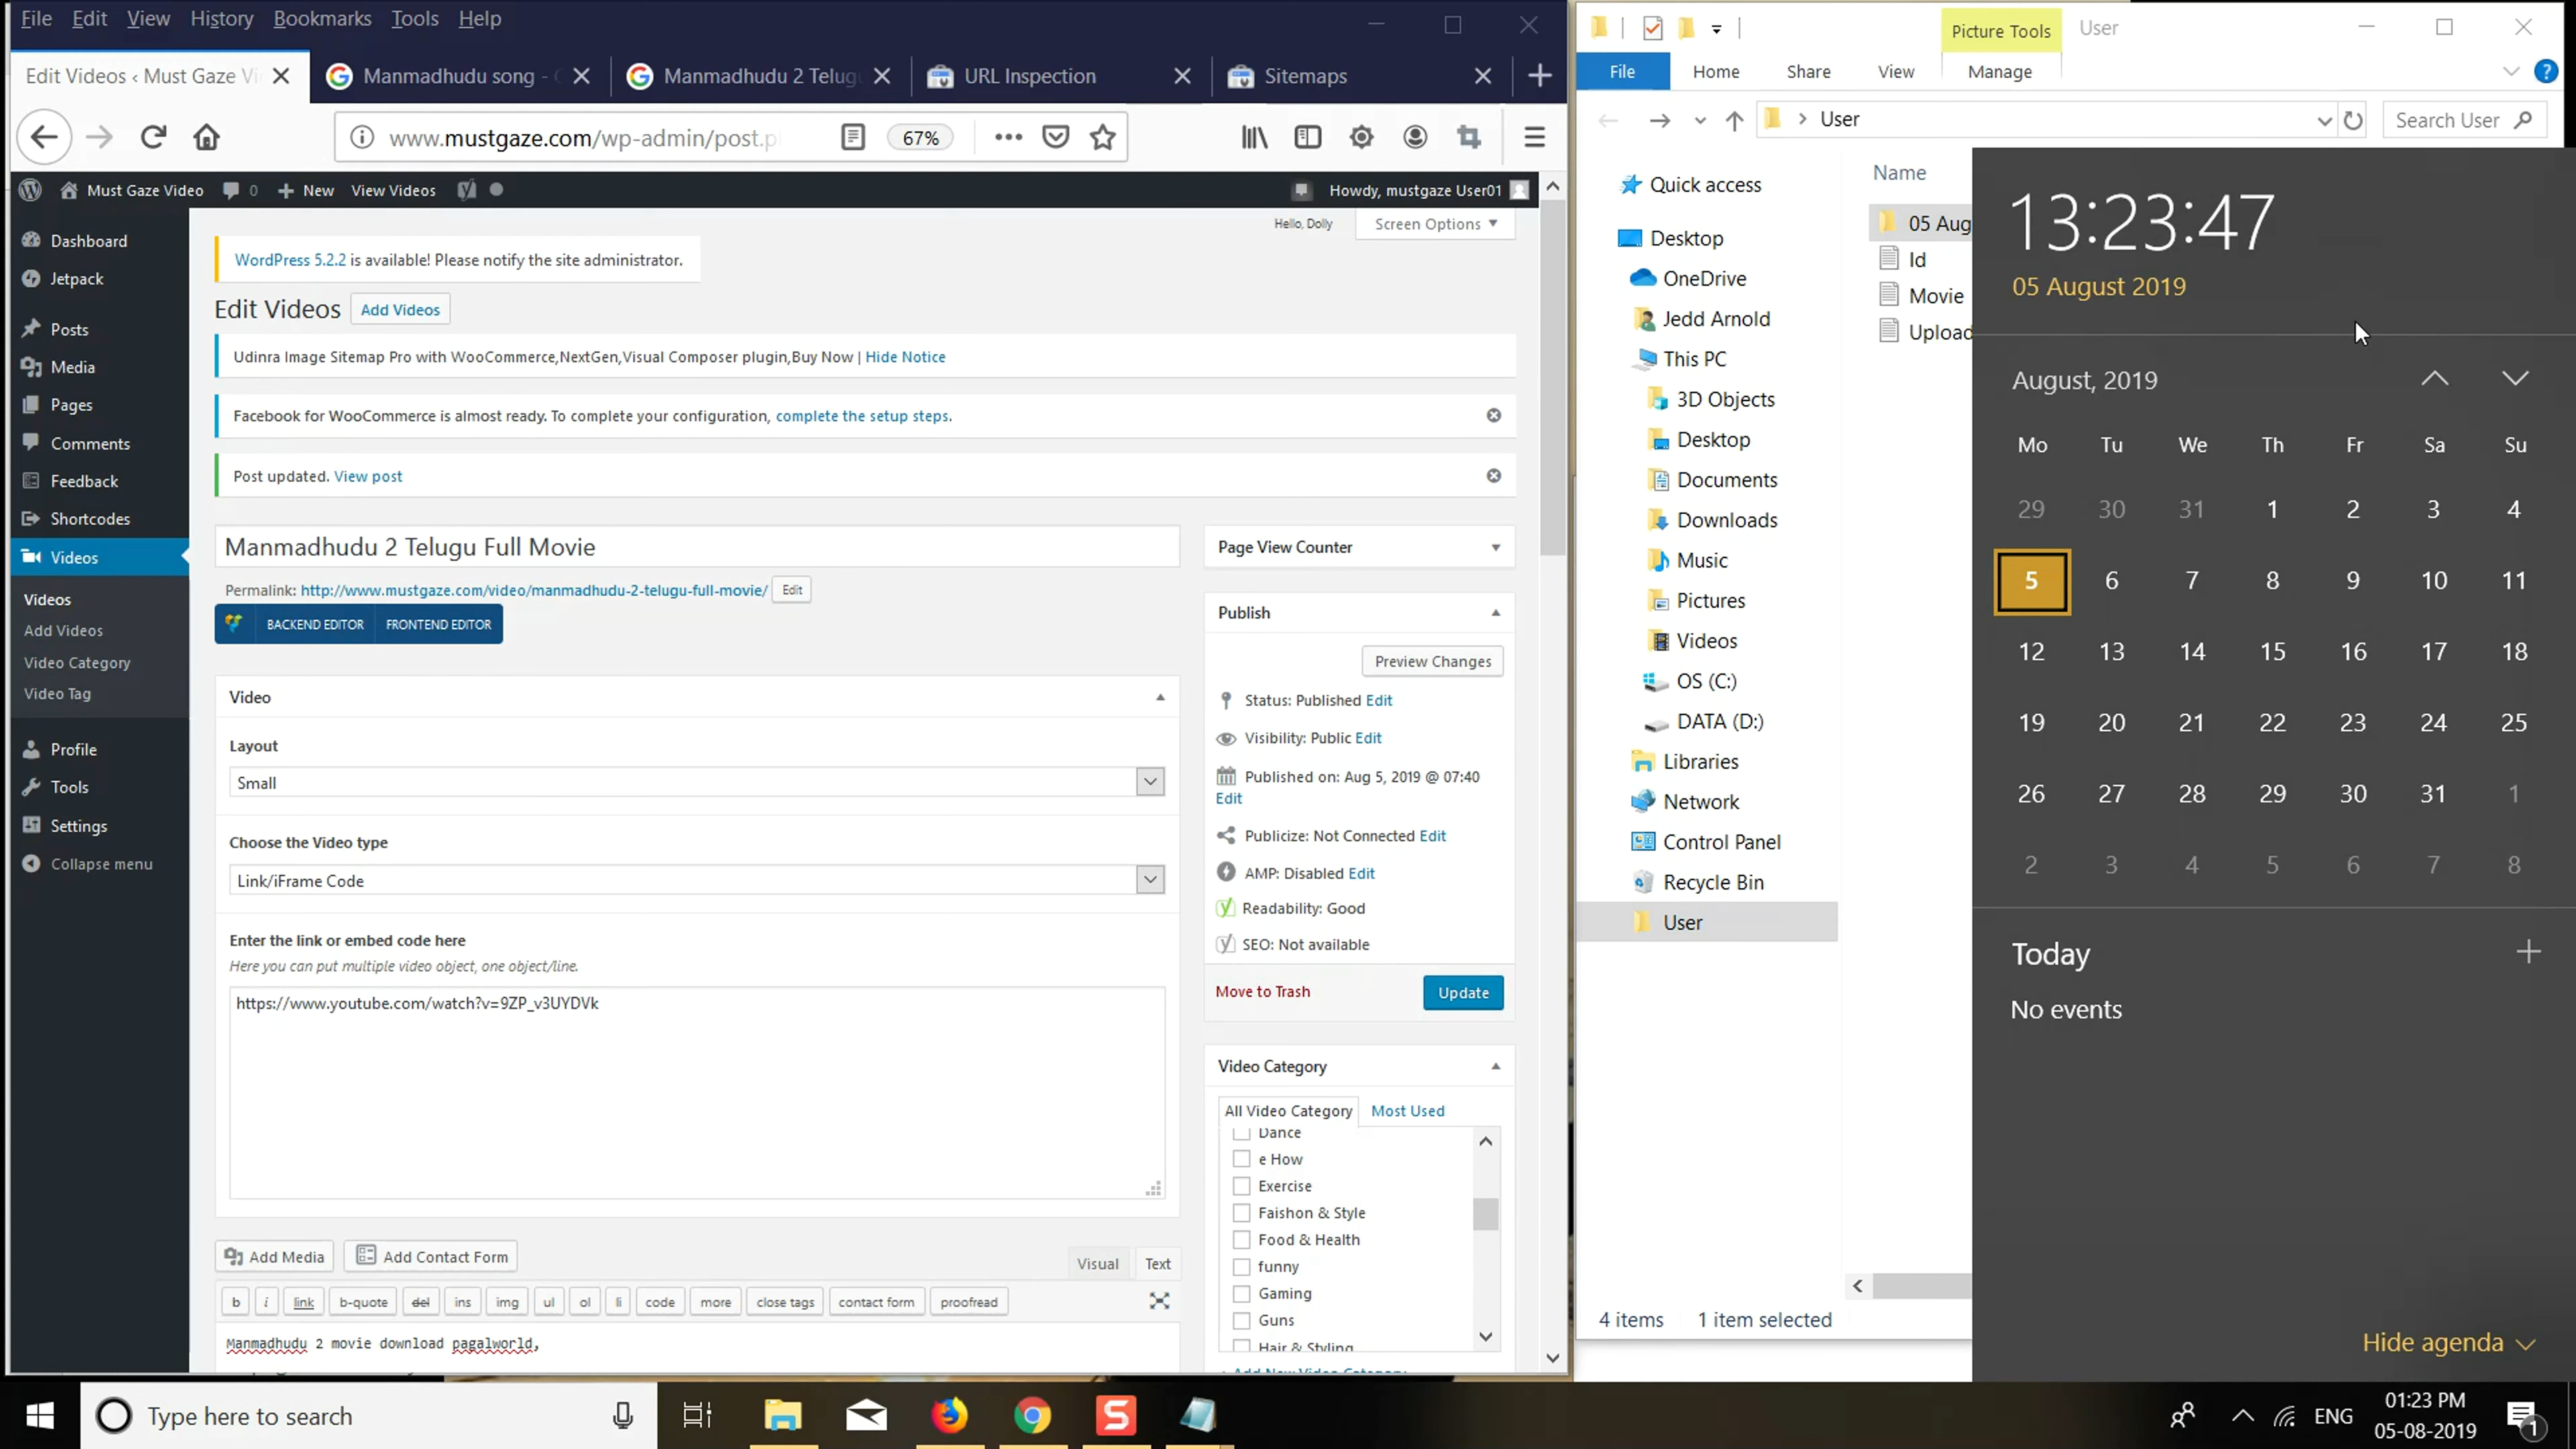 File Edit View History Bookmarks Tools Help
Edit Videos ‹ Must Gaze Vi
Manmadhudu song -
Manmadhudu 2 Telug
URL Inspection
Sitemaps
www.mustgaze.com/wp-admin/post.p
67%
Must Gaze Video 0 New View Videos
Howdy, mustgaze User01
Hello, Dolly
Screen Options
Dashboard
Jetpack
Posts
Media
Pages
Comments
Feedback
Shortcodes
Videos
Videos
Add Videos
Video Category
Video Tag
Profile
Tools
Settings
Collapse menu
WordPress 5.2.2 is available! Please notify the site administrator.
Edit Videos Add Videos
Udinra Image Sitemap Pro with WooCommerce,NextGen,Visual Composer plugin,Buy Now | Hide Notice
Facebook for WooCommerce is almost ready. To complete your configuration, complete the setup steps.
Post updated. View post
Manmadhudu 2 Telugu Full Movie
Permalink: http://www.mustgaze.com/video/manmadhudu-2-telugu-full-movie/ Edit
BACKEND EDITOR FRONTEND EDITOR
Video
Layout
Small
Choose the Video type
Link/iFrame Code
Enter the link or embed code here
Here you can put multiple video object, one object/line.
https://www.youtube.com/watch?v=9ZP_v3UYDVk
Add Media Add Contact Form
Visual Text
b i link b-quote del ins img ul ol li code more close tags contact form proofread
Manmadhudu 2 movie download pagalworld,
Page View Counter
Publish
Preview Changes
Status: Published Edit
Visibility: Public Edit
Published on: Aug 5, 2019 @ 07:40
Edit
Publicize: Not Connected Edit
AMP: Disabled Edit
Readability: Good
SEO: Not available
Move to Trash Update
Video Category
All Video Category Most Used
Dance
e How
Exercise
Faishon & Style
Food & Health
funny
Gaming
Guns
Hair & Styling
+ Add New Video Category
Picture Tools User
File Home Share View Manage
User
Search User
Quick access
Desktop
OneDrive
Jedd Arnold
This PC
3D Objects
Desktop
Documents
Downloads
Music
Pictures
Videos
OS (C:)
DATA (D:)
Libraries
Network
Control Panel
Recycle Bin
User
Name
05 Aug
Id
Movie
Upload
4 items 1 item selected
13:23:47
05 August 2019
August, 2019
Mo Tu We Th Fr Sa Su
29 30 31 1 2 3 4
5 6 7 8 9 10 11
12 13 14 15 16 17 18
19 20 21 22 23 24 25
26 27 28 29 30 31 1
2 3 4 5 6 7 8
Today
No events
Hide agenda
Type here to search
ENG
01:23 PM
05-08-2019
1